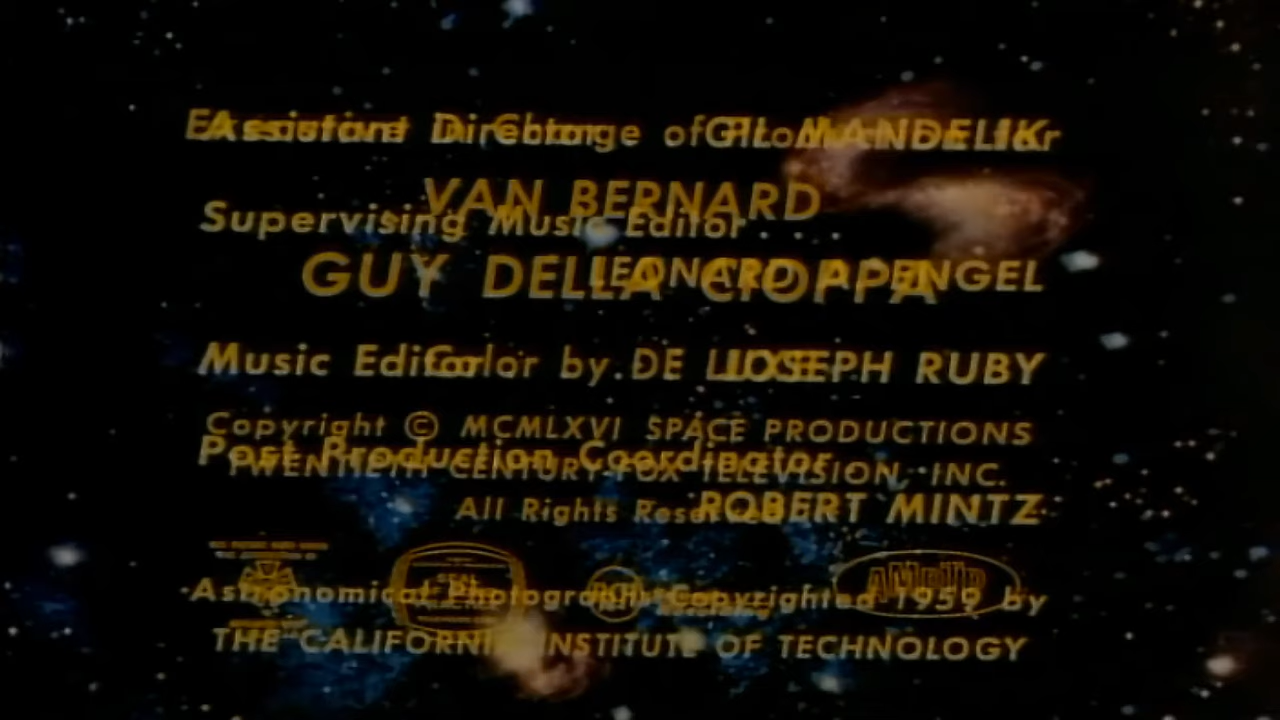 Assistant Director GIL MANDELIK
Executive in Charge of Production for
VAN BERNARD
Supervising Music Editor . . . .
GUY DELLA CIOPPA
LEONARD A. ENGEL
Music Editor JOSEPH RUBY
Color by DE LUXE
Copyright © MCMLXVI SPACE PRODUCTIONS
Post Production Coordinator
TWENTIETH CENTURY-FOX TELEVISION, INC.
All Rights Reserved
ROBERT MINTZ
Astronomical Photographs Copyrighted 1959 by
THE CALIFORNIA INSTITUTE OF TECHNOLOGY